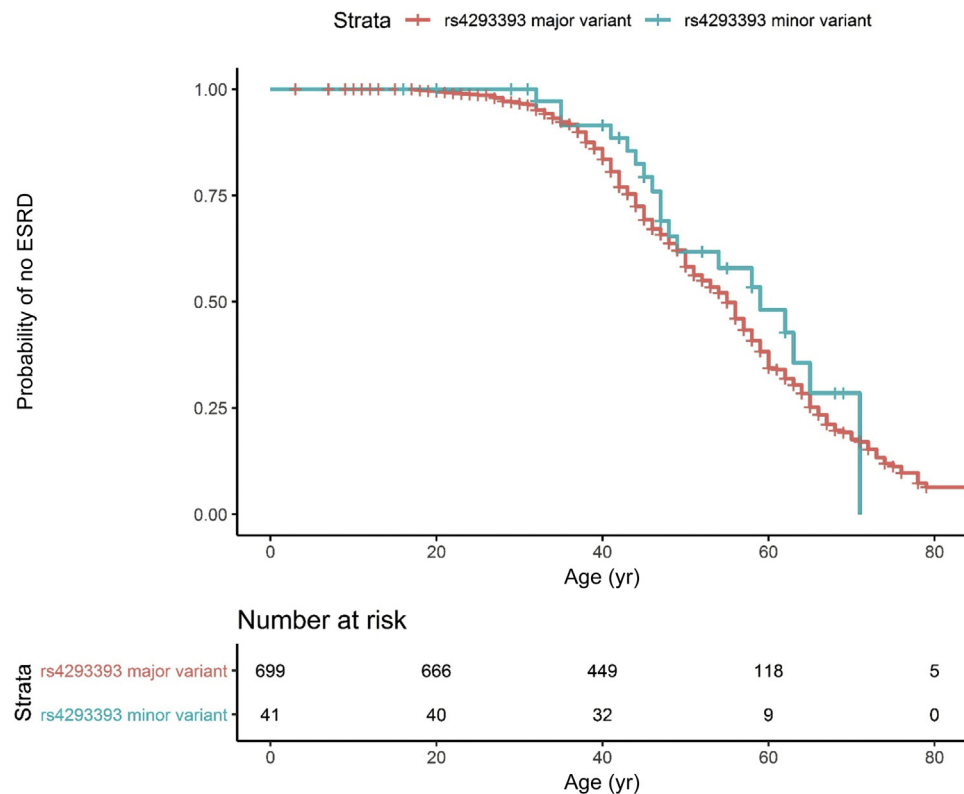 Strata rs4293393 major variant rs4293393 minor variant
Probability of no ESRD
1.00
0.75
0.50
0.25
0.00
0 20 40 60 80
Age (yr)
Number at risk
Strata
rs4293393 major variant 699 666 449 118 5
rs4293393 minor variant 41 40 32 9 0
0 20 40 60 80
Age (yr)